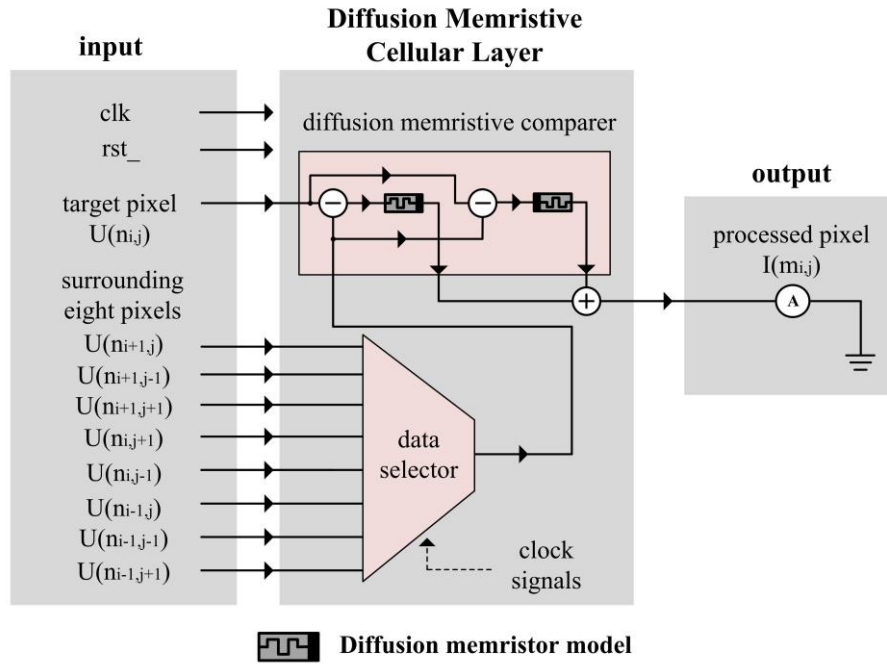 input
Diffusion Memristive
Cellular Layer
clk
rst_
target pixel
U(ni,j)
diffusion memristive comparer
output
processed pixel
I(mi,j)
A
surrounding
eight pixels
U(ni+1,j)
U(ni+1,j-1)
U(ni+1,j+1)
U(ni,j+1)
U(ni,j-1)
U(ni-1,j)
U(ni-1,j-1)
U(ni-1,j+1)
data
selector
clock
signals
Diffusion memristor model